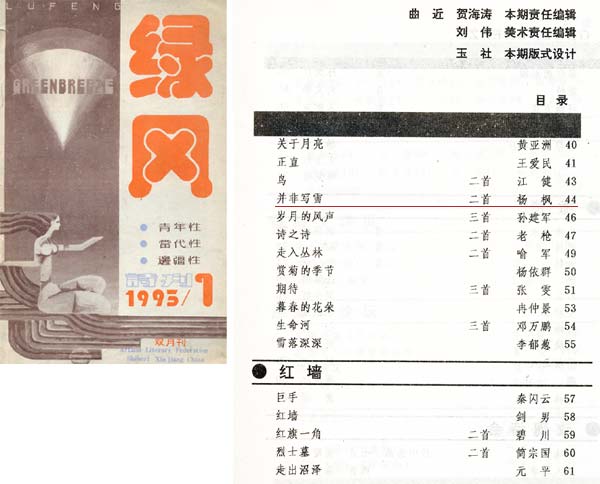 LUFENG
绿风
GREENBREEZE
青年性
當代性
邊疆性
詩刊
1995/1
双月刊
曲近 贺海涛 本期责任编辑
刘伟 美术责任编辑
玉社 本期版式设计
目录
关于月亮 黄亚洲 40
正直 王爱民 41
鸟 二首 江健 43
并非写雪 二首 杨枫 44
岁月的风声 三首 孙建军 46
诗之诗 二首 老枪 47
走入丛林 二首 喻军 49
赏菊的季节 杨依群 50
期待 三首 张雯 51
暮春的花朵 冉仲景 53
生命河 三首 邓万鹏 54
雪落深深 李郁葱 55
红墙
巨手 秦闪云 57
红墙 剑男 58
红旗一角 二首 碧川 59
烈士墓 二首 简宗国 60
走出沼泽 元平 61